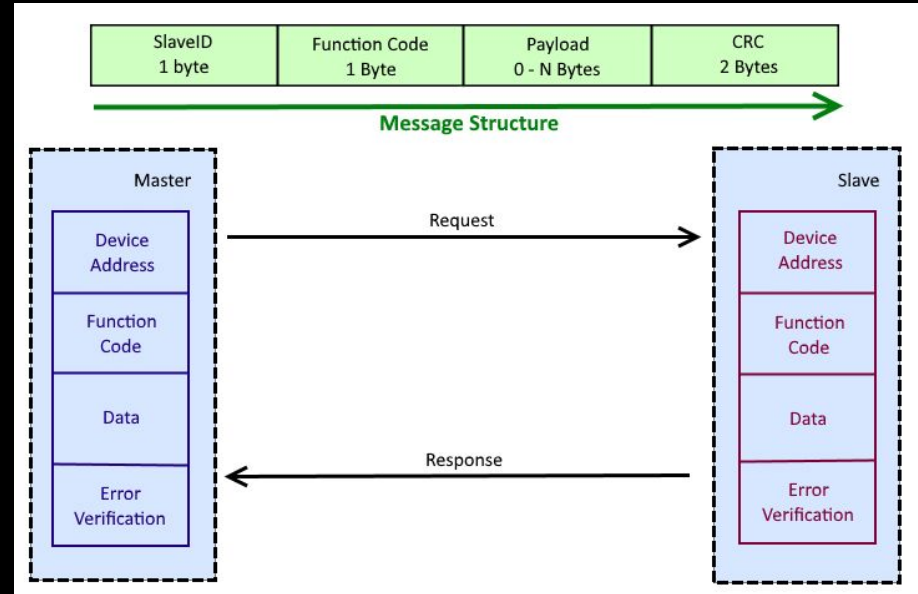 SlaveID
1 byte
Function Code
1 Byte
Payload
0 - N Bytes
CRC
2 Bytes
Message Structure
Master
Device
Address
Function
Code
Data
Error
Verification
Request
Response
Slave
Device
Address
Function
Code
Data
Error
Verification